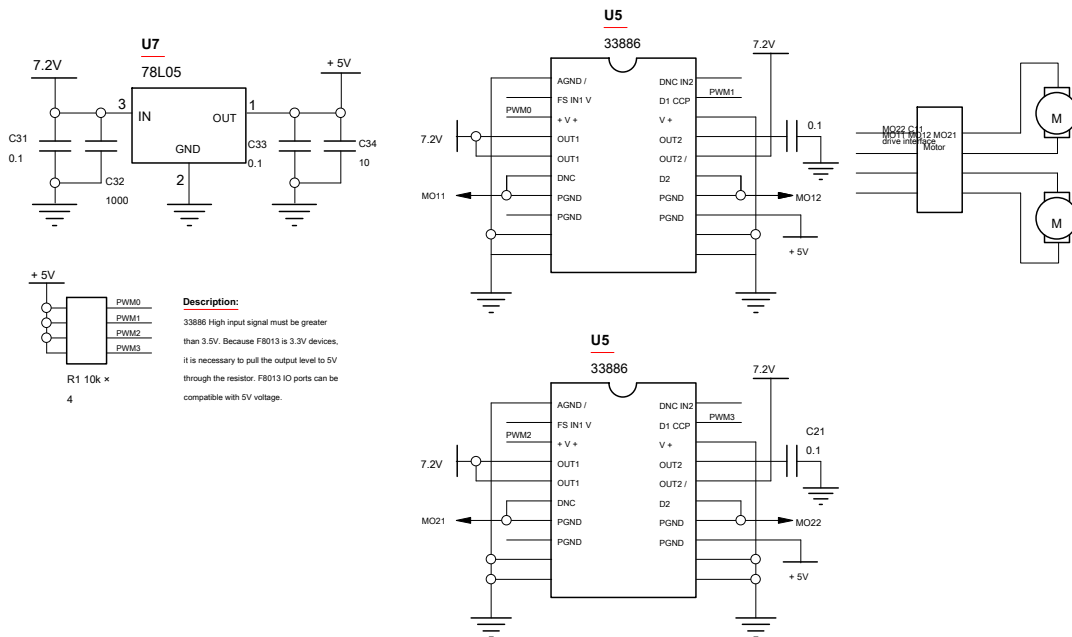 U7
78L05
7.2V
+ 5V
3
IN
OUT
1
GND
2
C31
0.1
C32
1000
C33
0.1
C34
10
+ 5V
PWM0
PWM1
PWM2
PWM3
R1 10k ×
4
Description:
33886 High input signal must be greater
than 3.5V. Because F8013 is 3.3V devices,
it is necessary to pull the output level to 5V
through the resistor. F8013 IO ports can be
compatible with 5V voltage.
U5
33886
7.2V
AGND /
FS IN1 V
PWM0
+ V +
OUT1
OUT1
DNC
PGND
PGND
7.2V
MO11
DNC IN2
D1 CCP
PWM1
V +
OUT2
OUT2 /
D2
PGND
PGND
0.1
MO12
+ 5V
MO22 C11
MO11 MO12 MO21
drive interface
Motor
M
M
U5
33886
7.2V
AGND /
FS IN1 V
PWM2
+ V +
OUT1
OUT1
DNC
PGND
PGND
7.2V
MO21
DNC IN2
D1 CCP
PWM3
V +
OUT2
OUT2 /
D2
PGND
PGND
C21
0.1
MO22
+ 5V